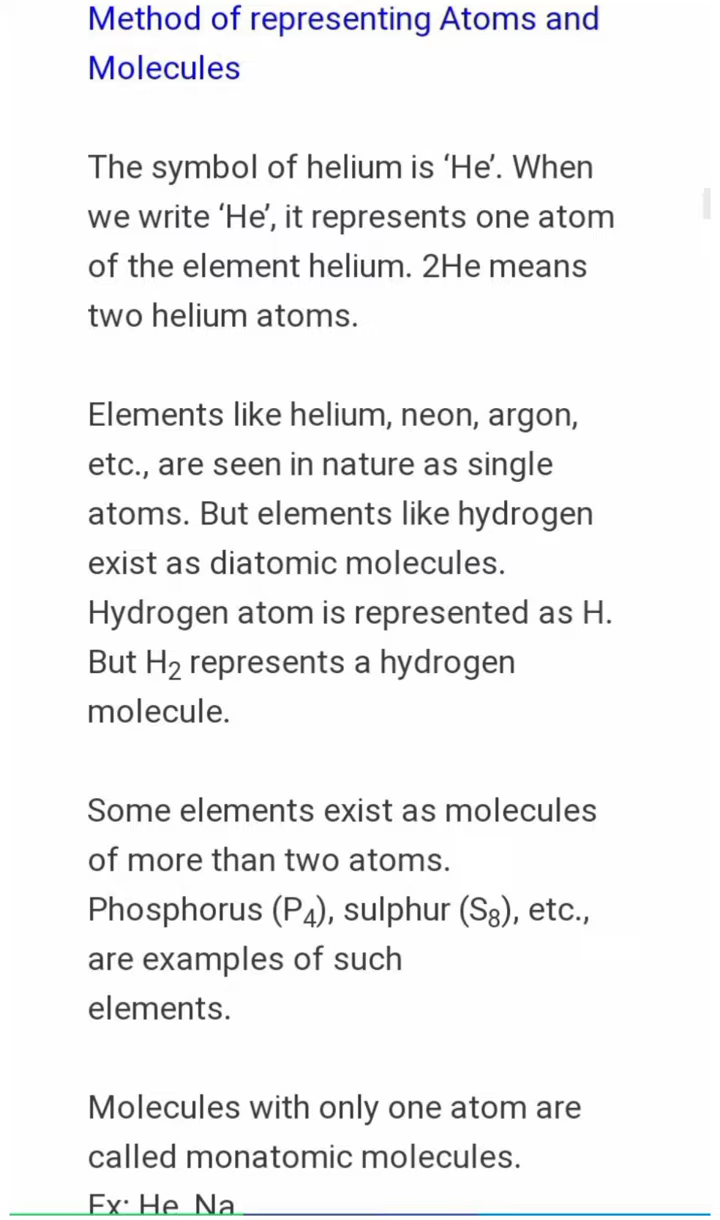 Method of representing Atoms and
Molecules
The symbol of helium is ‘He’. When
we write ‘He’, it represents one atom
of the element helium. 2He means
two helium atoms.
Elements like helium, neon, argon,
etc., are seen in nature as single
atoms. But elements like hydrogen
exist as diatomic molecules.
Hydrogen atom is represented as H.
But H₂ represents a hydrogen
molecule.
Some elements exist as molecules
of more than two atoms.
Phosphorus (P₄), sulphur (S₈), etc.,
are examples of such
elements.
Molecules with only one atom are
called monatomic molecules.
Ex: He Na